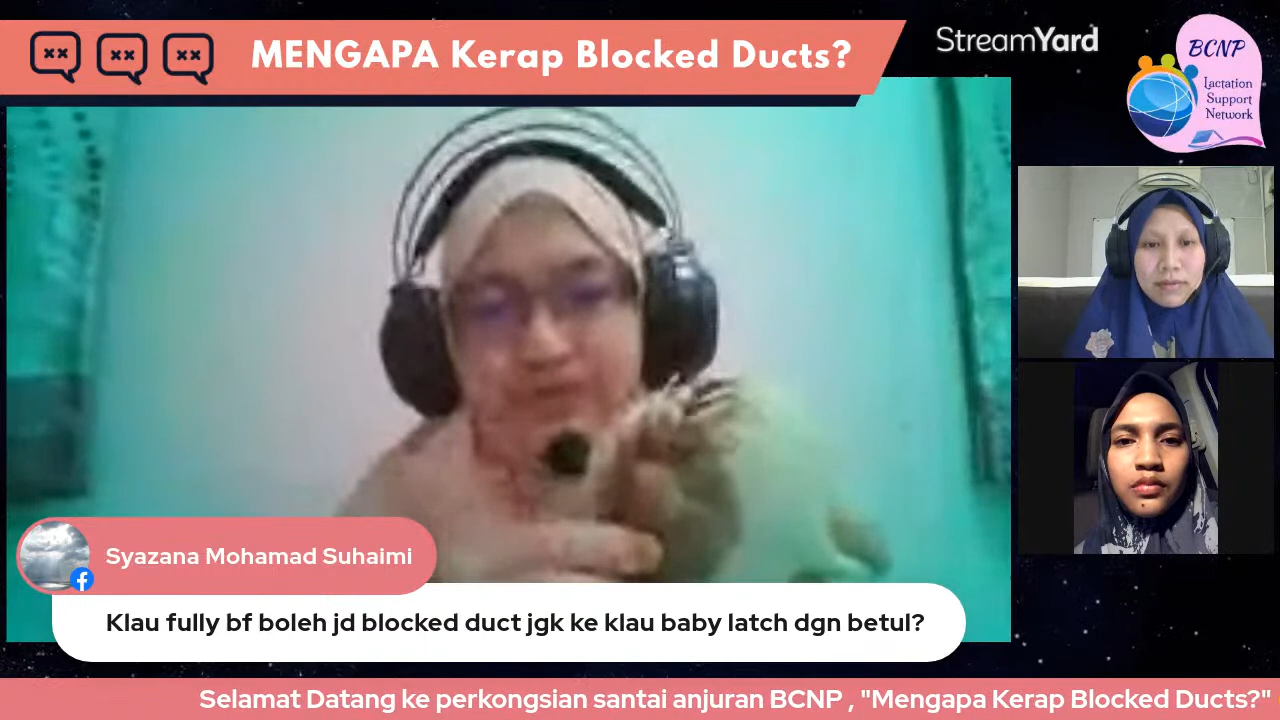 MENGAPA Kerap Blocked Ducts?
StreamYard
BCNP
Lactation
Support
Network
Syazana Mohamad Suhaimi
Klau fully bf boleh jd blocked duct jgk ke klau baby latch dgn betul?
Selamat Datang ke perkongsian santai anjuran BCNP , "Mengapa Kerap Blocked Ducts?"